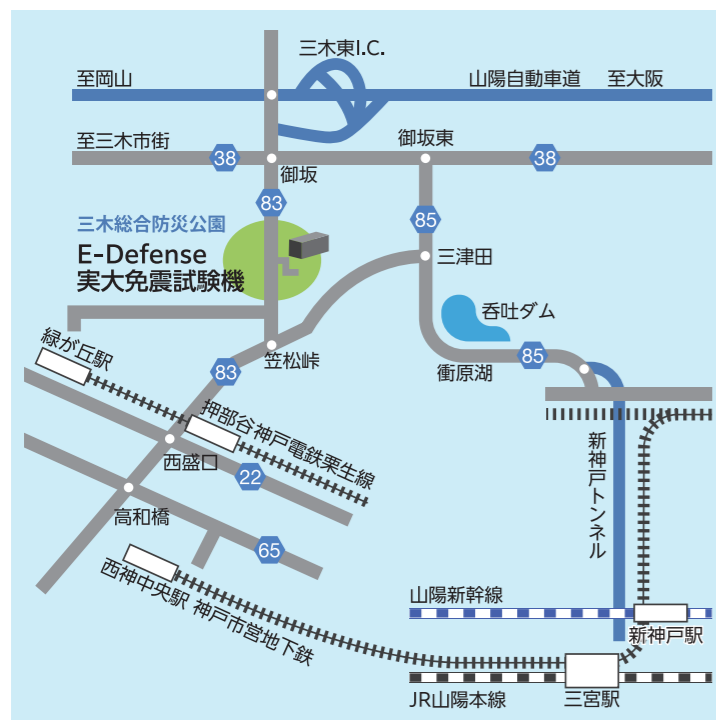 三木東I.C.
至岡山
山陽自動車道
至大阪
至三木市街
38
御坂
御坂東
38
83
85
三木総合防災公園
E-Defense
実大免震試験機
三津田
呑吐ダム
笠松峠
衝原湖
85
緑が丘駅
83
押部谷神戸電鉄栗生線
西盛口
22
新神戸トンネル
高和橋
65
西神中央駅 神戸市営地下鉄
山陽新幹線
新神戸駅
JR山陽本線
三宮駅